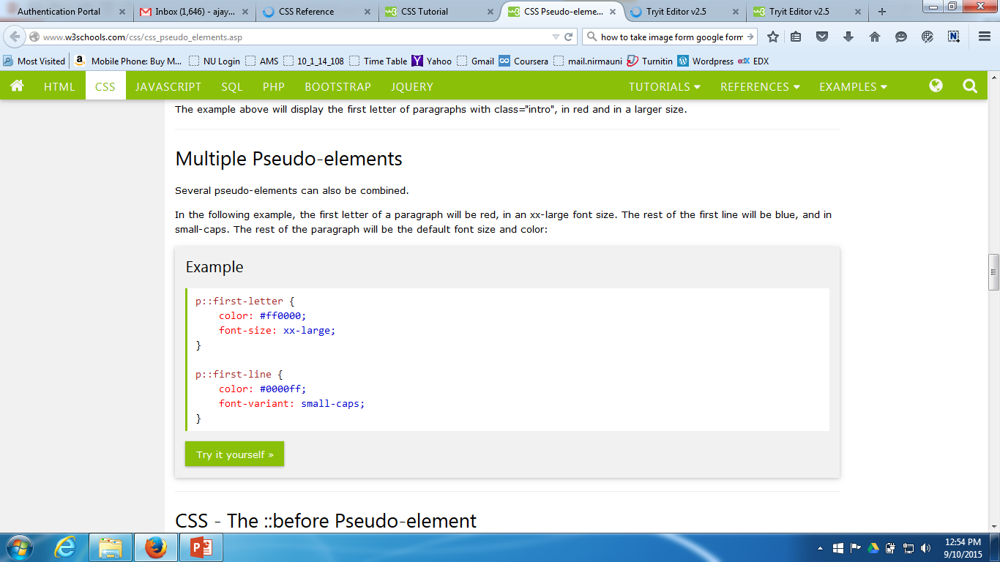 Authentication Portal
Inbox (1,646) - ajay...
CSS Reference
CSS Tutorial
CSS Pseudo-eleme...
Tryit Editor v2.5
Tryit Editor v2.5
www.w3schools.com/css/css_pseudo_elements.asp
how to take image form google form
Most Visited
Mobile Phone: Buy M...
NU Login
AMS
10_1_14_108
Time Table
Yahoo
Gmail
Coursera
mail.nirmauni
Turnitin
Wordpress
edX EDX
HTML
CSS
JAVASCRIPT
SQL
PHP
BOOTSTRAP
JQUERY
TUTORIALS
REFERENCES
EXAMPLES
The example above will display the first letter of paragraphs with class="intro", in red and in a larger size.
Multiple Pseudo-elements
Several pseudo-elements can also be combined.
In the following example, the first letter of a paragraph will be red, in an xx-large font size. The rest of the first line will be blue, and in
small-caps. The rest of the paragraph will be the default font size and color:
Example
p::first-letter {
    color: #ff0000;
    font-size: xx-large;
}
p::first-line {
    color: #0000ff;
    font-variant: small-caps;
}
Try it yourself »
CSS - The ::before Pseudo-element
12:54 PM
9/10/2015